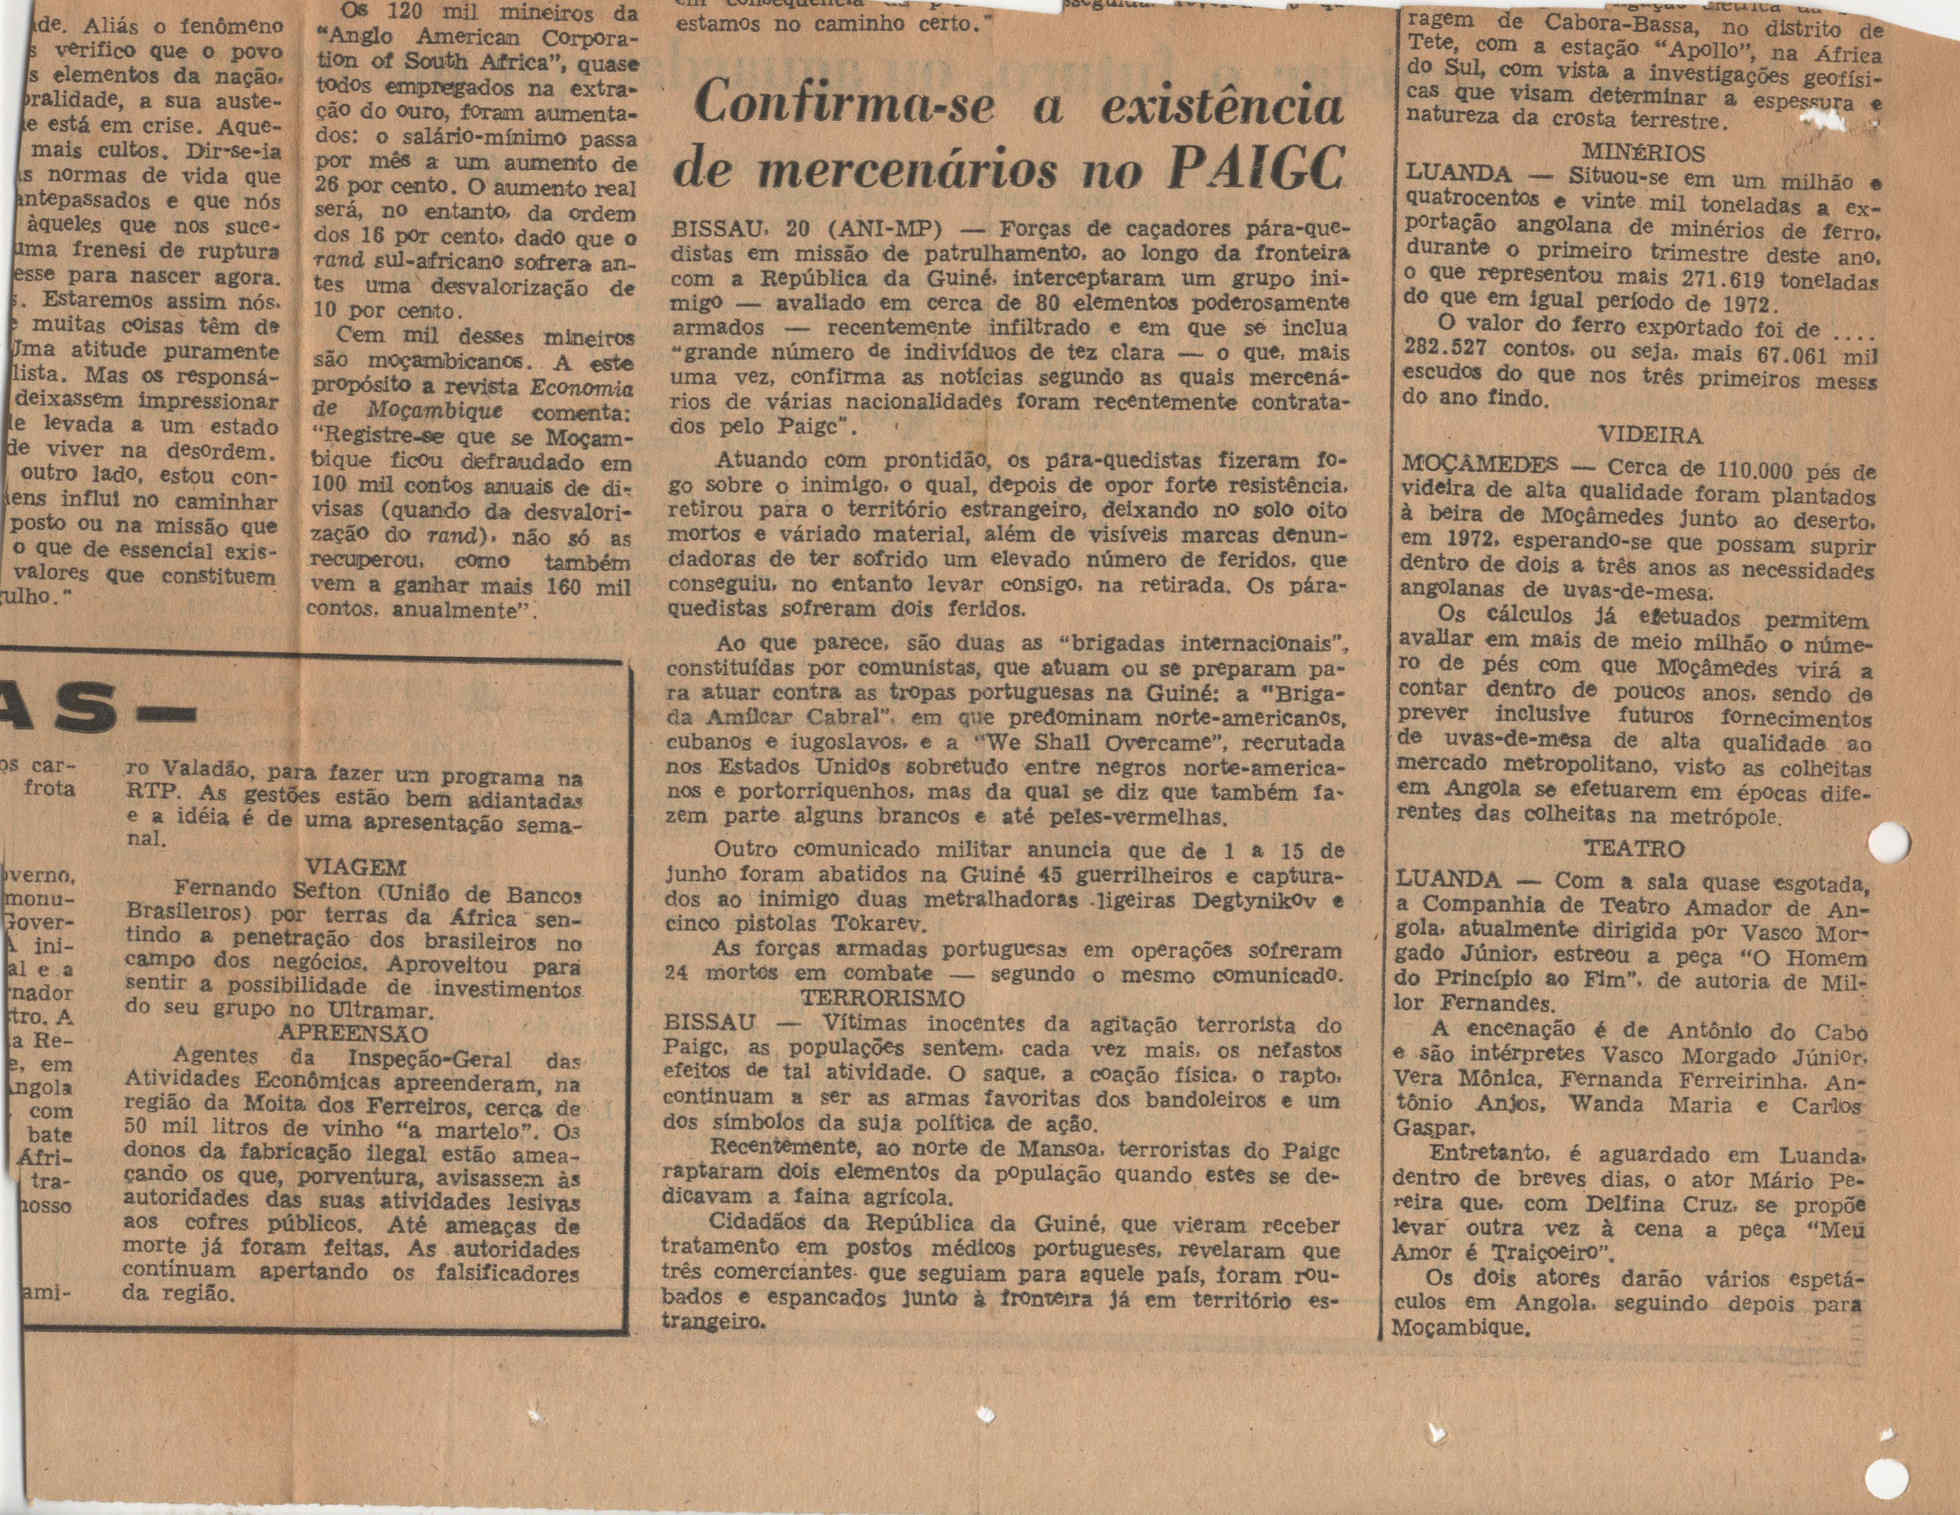 de. Aliás o fenômeno
verifico que o povo
s elementos da nação,
oralidade, a sua auste-
e está em crise. Aque-
mais cultos. Dir-se-ia
s normas de vida que
antepassados e que nós
àqueles que nos suce-
uma frenesi de ruptura
esse para nascer agora.
s. Estaremos assim nós,
e muitas coisas têm de
Uma atitude puramente
lista. Mas os responsá-
deixassem impressionar
e levada a um estado
de viver na desordem.
outro lado, estou con-
ens influi no caminhar
posto ou na missão que
o que de essencial exis-
valores que constituem
ulho."
Os 120 mil mineiros da
"Anglo American Corpora-
tion of South Africa", quase
todos empregados na extra-
ção do ouro, foram aumenta-
dos: o salário-mínimo passa
por mês a um aumento de
26 por cento. O aumento real
será, no entanto, da ordem
dos 16 por cento, dado que o
rand sul-africano sofrera an-
tes uma desvalorização de
10 por cento.
Cem mil desses mineiros
são moçambicanos. A este
propósito a revista Economia
de Moçambique comenta:
"Registre-se que se Moçam-
bique ficou defraudado em
100 mil contos anuais de di-
visas (quando da desvalori-
zação do rand), não só as
recuperou, como também
vem a ganhar mais 160 mil
contos, anualmente".
AS-
os car-
frota
overno,
monu-
Gover-
A ini-
al e a
rnador
tro. A
a Re-
e, em
Angola
com
bate
Áfri-
tra-
nosso
ami-
ro Valadão, para fazer um programa na
RTP. As gestões estão bem adiantadas
e a idéia é de uma apresentação sema-
nal.
VIAGEM
Fernando Sefton (União de Bancos
Brasileiros) por terras da África sen-
tindo a penetração dos brasileiros no
campo dos negócios. Aproveitou para
sentir a possibilidade de investimentos
do seu grupo no Ultramar.
APREENSÃO
Agentes da Inspeção-Geral das
Atividades Econômicas apreenderam, na
região da Moita dos Ferreiros, cerca de
50 mil litros de vinho "a martelo". Os
donos da fabricação ilegal estão amea-
çando os que, porventura, avisassem às
autoridades das suas atividades lesivas
aos cofres públicos. Até ameaças de
morte já foram feitas. As autoridades
continuam apertando os falsificadores
da região.
estamos no caminho certo."
Confirma-se a existência
de mercenários no PAIGC
BISSAU, 20 (ANI-MP) — Forças de caçadores pára-que-
distas em missão de patrulhamento, ao longo da fronteira
com a República da Guiné, interceptaram um grupo ini-
migo — avaliado em cerca de 80 elementos poderosamente
armados — recentemente infiltrado e em que se inclua
"grande número de indivíduos de tez clara — o que, mais
uma vez, confirma as notícias segundo as quais mercená-
rios de várias nacionalidades foram recentemente contrata-
dos pelo Paigc".
Atuando com prontidão, os pára-quedistas fizeram fo-
go sobre o inimigo, o qual, depois de opor forte resistência,
retirou para o território estrangeiro, deixando no solo oito
mortos e váriado material, além de visíveis marcas denun-
ciadoras de ter sofrido um elevado número de feridos, que
conseguiu, no entanto levar consigo, na retirada. Os pára-
quedistas sofreram dois feridos.
Ao que parece, são duas as "brigadas internacionais",
constituídas por comunistas, que atuam ou se preparam pa-
ra atuar contra as tropas portuguesas na Guiné: a "Briga-
da Amílcar Cabral", em que predominam norte-americanos,
cubanos e iugoslavos, e a "We Shall Overcame", recrutada
nos Estados Unidos sobretudo entre negros norte-america-
nos e portorriquenhos, mas da qual se diz que também fa-
zem parte alguns brancos e até peles-vermelhas.
Outro comunicado militar anuncia que de 1 a 15 de
junho foram abatidos na Guiné 45 guerrilheiros e captura-
dos ao inimigo duas metralhadoras ligeiras Degtynikov e
cinco pistolas Tokarev.
As forças armadas portuguesas em operações sofreram
24 mortos em combate — segundo o mesmo comunicado.
TERRORISMO
BISSAU — Vítimas inocentes da agitação terrorista do
Paigc, as populações sentem, cada vez mais, os nefastos
efeitos de tal atividade. O saque, a coação física, o rapto,
continuam a ser as armas favoritas dos bandoleiros e um
dos símbolos da suja política de ação.
Recentemente, ao norte de Mansoa, terroristas do Paigc
raptaram dois elementos da população quando estes se de-
dicavam a faina agrícola.
Cidadãos da República da Guiné, que vieram receber
tratamento em postos médicos portugueses, revelaram que
três comerciantes que seguiam para aquele país, foram rou-
bados e espancados junto à fronteira já em território es-
trangeiro.
ragem de Cabora-Bassa, no distrito de
Tete, com a estação "Apollo", na África
do Sul, com vista a investigações geofísi-
cas que visam determinar a espessura e
natureza da crosta terrestre.
MINÉRIOS
LUANDA — Situou-se em um milhão e
quatrocentos e vinte mil toneladas a ex-
portação angolana de minérios de ferro,
durante o primeiro trimestre deste ano,
o que representou mais 271.619 toneladas
do que em igual período de 1972.
O valor do ferro exportado foi de ....
282.527 contos, ou seja, mais 67.061 mil
escudos do que nos três primeiros meses
do ano findo.
VIDEIRA
MOÇÂMEDES — Cerca de 110.000 pés de
videira de alta qualidade foram plantados
à beira de Moçâmedes junto ao deserto,
em 1972, esperando-se que possam suprir
dentro de dois a três anos as necessidades
angolanas de uvas-de-mesa.
Os cálculos já efetuados permitem
avaliar em mais de meio milhão o núme-
ro de pés com que Moçâmedes virá a
contar dentro de poucos anos, sendo de
prever inclusive futuros fornecimentos
de uvas-de-mesa de alta qualidade ao
mercado metropolitano, visto as colheitas
em Angola se efetuarem em épocas dife-
rentes das colheitas na metrópole.
TEATRO
LUANDA — Com a sala quase esgotada,
a Companhia de Teatro Amador de An-
gola, atualmente dirigida por Vasco Mor-
gado Júnior, estreou a peça "O Homem
do Princípio ao Fim", de autoria de Mil-
lor Fernandes.
A encenação é de Antônio do Cabo
e são intérpretes Vasco Morgado Júnior,
Vera Mônica, Fernanda Ferreirinha, An-
tônio Anjos, Wanda Maria e Carlos
Gaspar.
Entretanto, é aguardado em Luanda,
dentro de breves dias, o ator Mário Pe-
reira que, com Delfina Cruz, se propõe
levar outra vez à cena a peça "Meu
Amor é Traiçoeiro".
Os dois atores darão vários espetá-
culos em Angola, seguindo depois para
Moçambique.